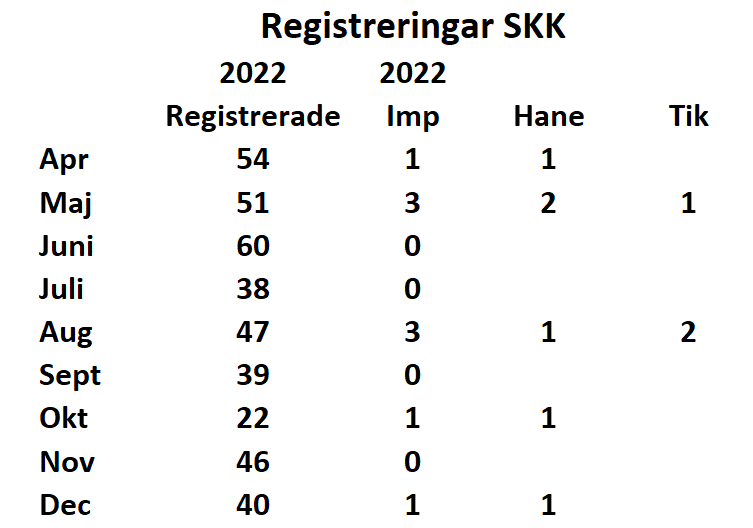 Registreringar SKK
2022 2022
Registrerade Imp Hane Tik
Apr 54 1 1
Maj 51 3 2 1
Juni 60 0
Juli 38 0
Aug 47 3 1 2
Sept 39 0
Okt 22 1 1
Nov 46 0
Dec 40 1 1